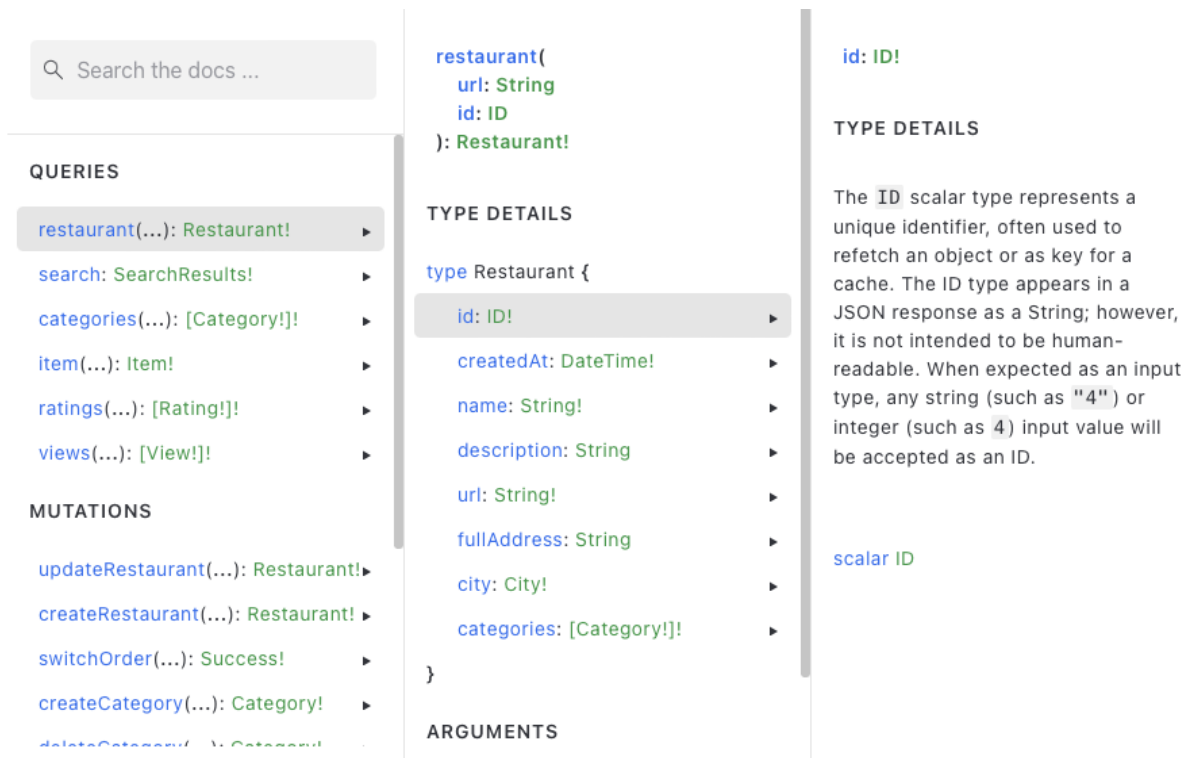 Search the docs ...
QUERIES
restaurant(...): Restaurant!
search: SearchResults!
categories(...): [Category!]!
item(...): Item!
ratings(...): [Rating!]!
views(...): [View!]!
MUTATIONS
updateRestaurant(...): Restaurant!
createRestaurant(...): Restaurant!
switchOrder(...): Success!
createCategory(...): Category!
restaurant(
url: String
id: ID
): Restaurant!
TYPE DETAILS
type Restaurant {
id: ID!
createdAt: DateTime!
name: String!
description: String
url: String!
fullAddress: String
city: City!
categories: [Category!]!
}
ARGUMENTS
id: ID!
TYPE DETAILS
The ID scalar type represents a
unique identifier, often used to
refetch an object or as key for a
cache. The ID type appears in a
JSON response as a String; however,
it is not intended to be human-
readable. When expected as an input
type, any string (such as "4") or
integer (such as 4) input value will
be accepted as an ID.
scalar ID